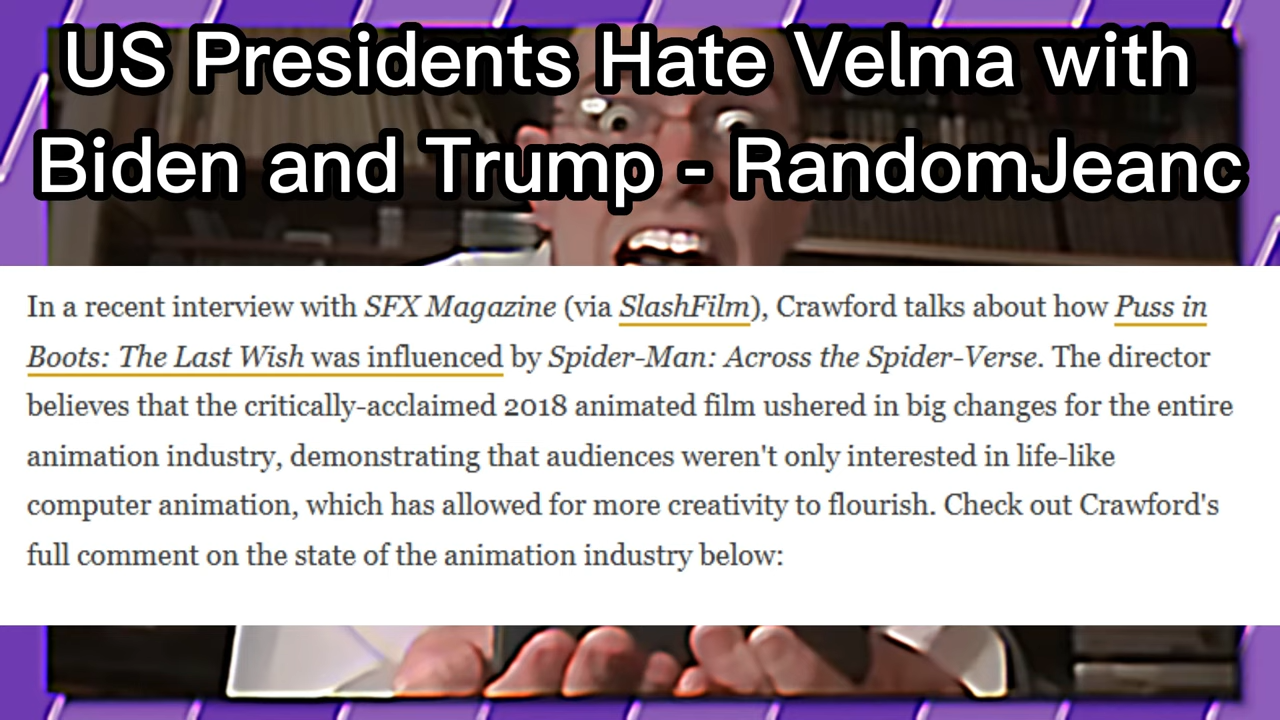 US Presidents Hate Velma with
Biden and Trump - RandomJeanc
In a recent interview with SFX Magazine (via SlashFilm), Crawford talks about how Puss in
Boots: The Last Wish was influenced by Spider-Man: Across the Spider-Verse. The director
believes that the critically-acclaimed 2018 animated film ushered in big changes for the entire
animation industry, demonstrating that audiences weren't only interested in life-like
computer animation, which has allowed for more creativity to flourish. Check out Crawford's
full comment on the state of the animation industry below: